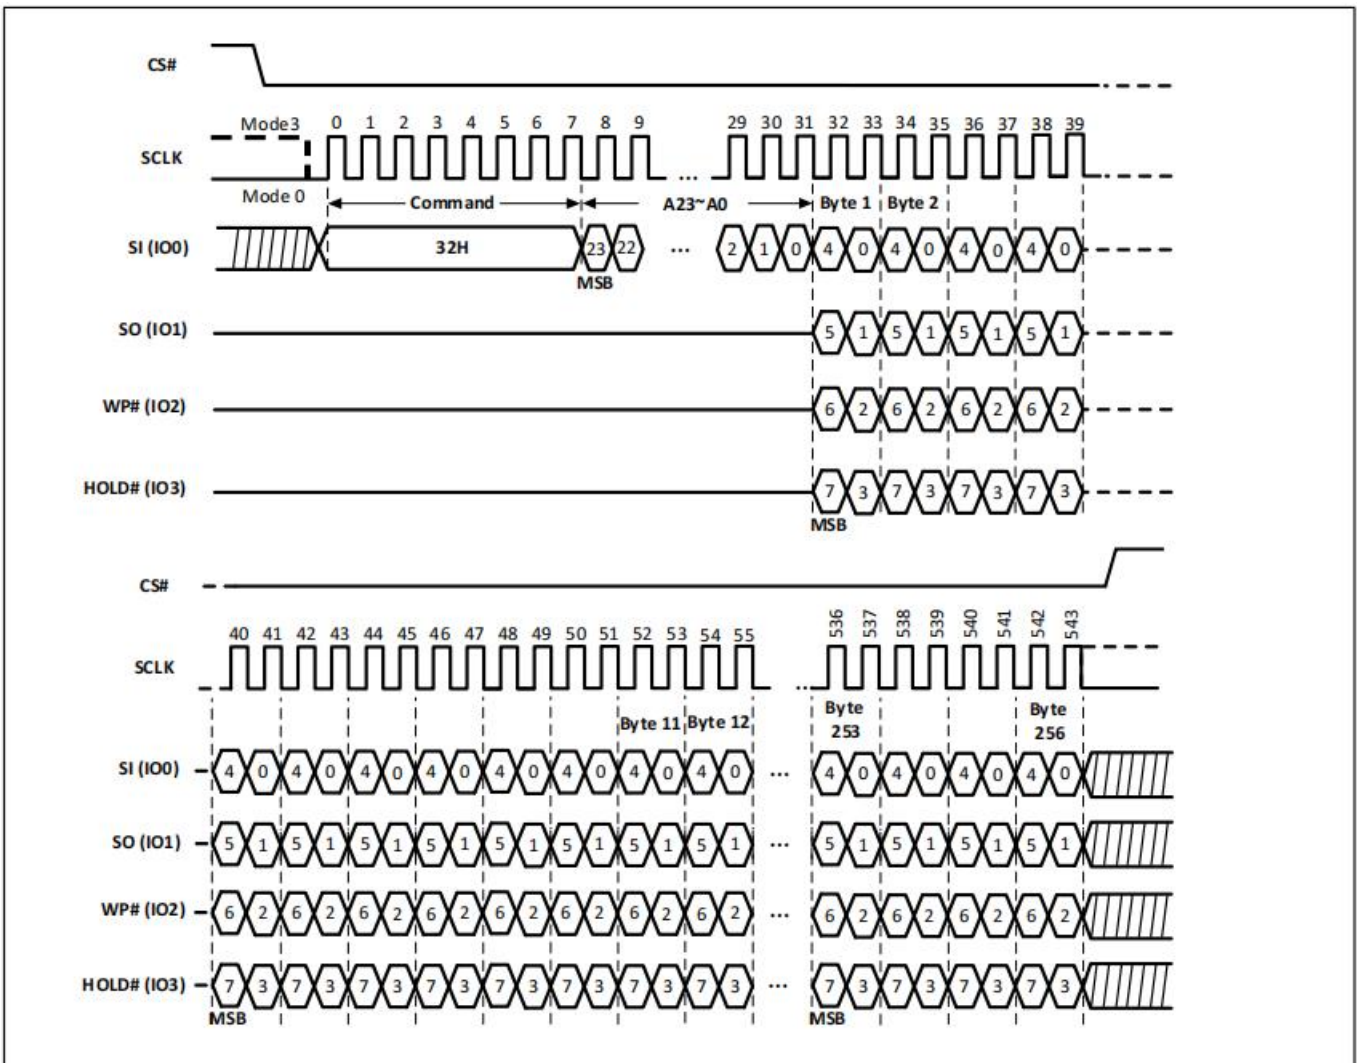 CS#
Mode3 0 1 2 3 4 5 6 7 8 9 29 30 31 32 33 34 35 36 37 38 39
SCLK ...
Mode 0 Command A23~A0 Byte 1 Byte 2
SI (IO0) 32H 23 22 ... 2 1 0 4 0 4 0 4 0 4 0
MSB
SO (IO1) 5 1 5 1 5 1 5 1
WP# (IO2) 6 2 6 2 6 2 6 2
HOLD# (IO3) 7 3 7 3 7 3 7 3
MSB
CS#
40 41 42 43 44 45 46 47 48 49 50 51 52 53 54 55 536 537 538 539 540 541 542 543
SCLK
Byte 11 Byte 12 Byte 253 Byte 256
SI (IO0) 4 0 4 0 4 0 4 0 4 0 4 0 4 0 4 0 ... 4 0 4 0 4 0 4 0
SO (IO1) 5 1 5 1 5 1 5 1 5 1 5 1 5 1 5 1 ... 5 1 5 1 5 1 5 1
WP# (IO2) 6 2 6 2 6 2 6 2 6 2 6 2 6 2 6 2 ... 6 2 6 2 6 2 6 2
HOLD# (IO3) 7 3 7 3 7 3 7 3 7 3 7 3 7 3 7 3 ... 7 3 7 3 7 3 7 3
MSB MSB